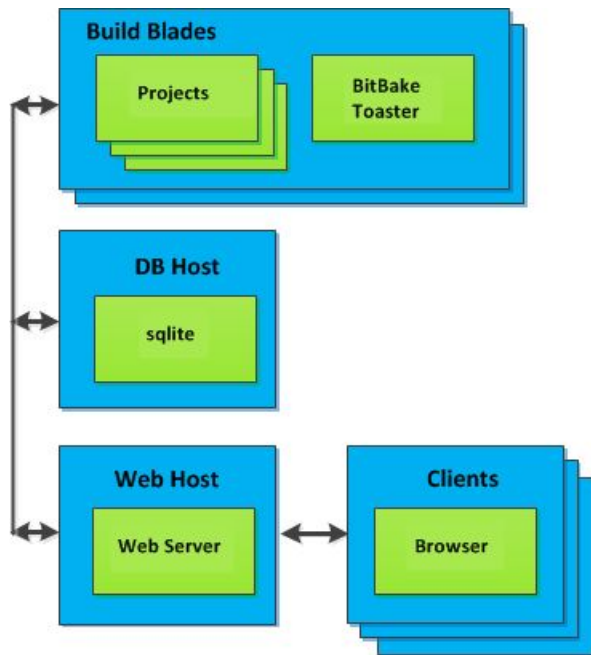 Build Blades
Projects
BitBake
Toaster
DB Host
sqlite
Web Host
Clients
Web Server
Browser